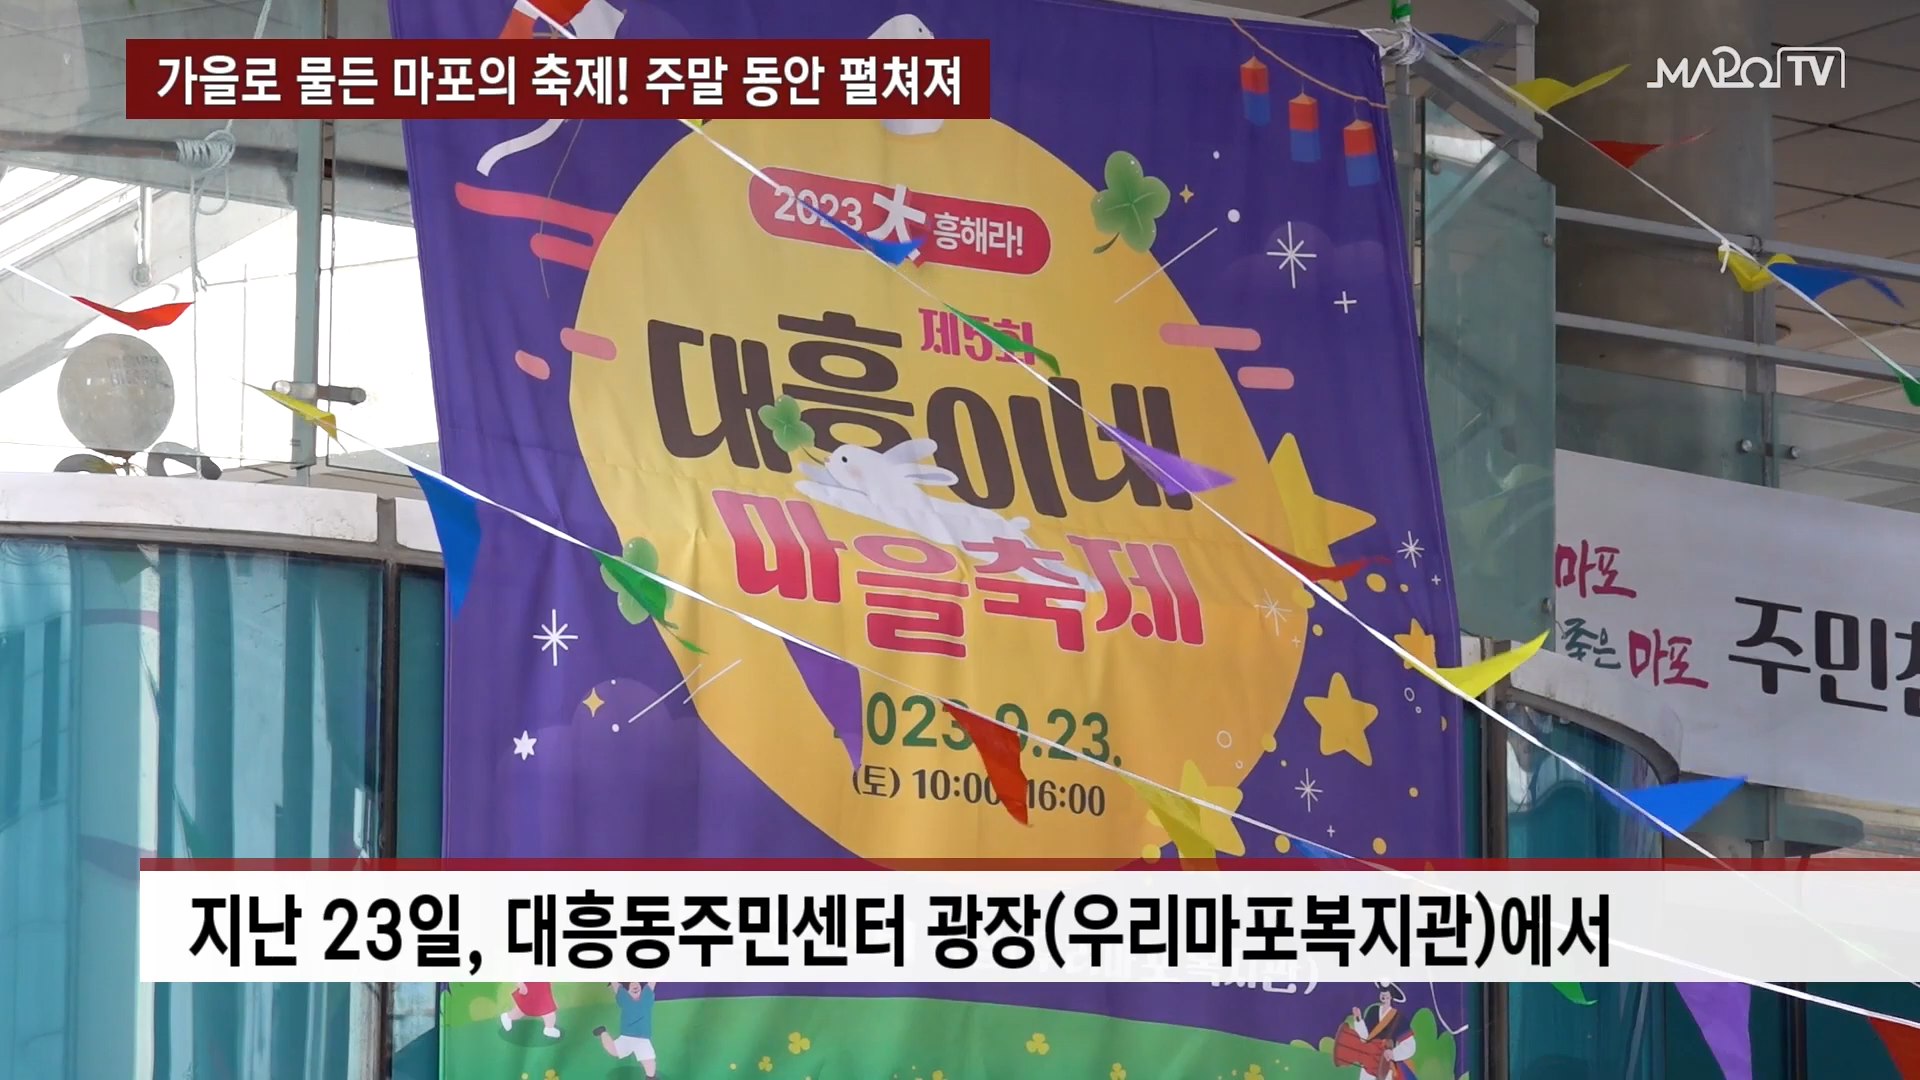 가을로 물든 마포의 축제! 주말 동안 펼쳐져
MAPO TV
2023 大 흥해라!
제5회
대흥이네
마을축제
2023.9.23.
(토) 10:00 16:00
마포
좋은 마포
주민
지난 23일, 대흥동주민센터 광장(우리마포복지관)에서